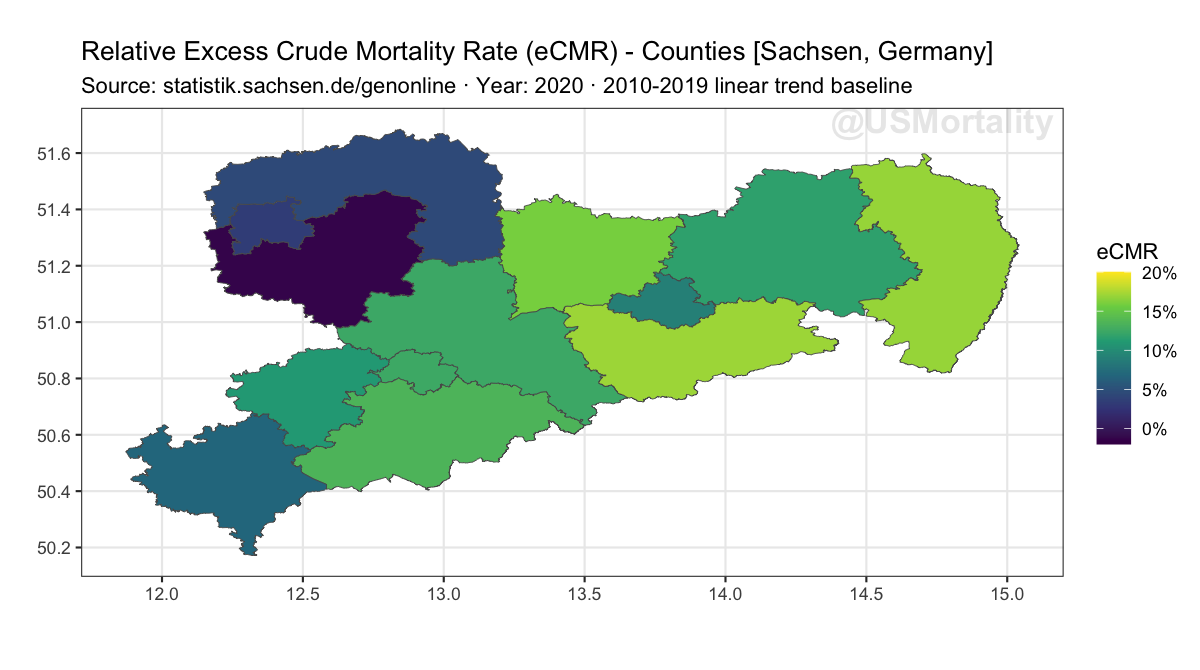 Relative Excess Crude Mortality Rate (eCMR) - Counties [Sachsen, Germany]
Source: statistik.sachsen.de/genonline · Year: 2020 · 2010-2019 linear trend baseline
@USMortality
51.6
51.4
51.2
51.0
50.8
50.6
50.4
50.2
12.0 12.5 13.0 13.5 14.0 14.5 15.0
eCMR
20%
15%
10%
5%
0%